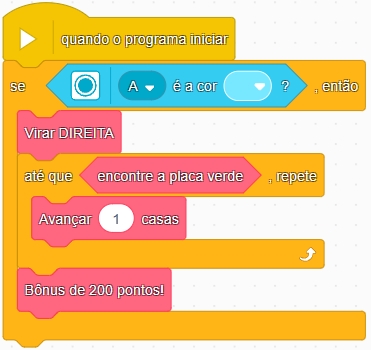 quando o programa iniciar
se A é a cor ? , então
Virar DIREITA
até que encontre a placa verde , repete
Avançar 1 casas
Bônus de 200 pontos!